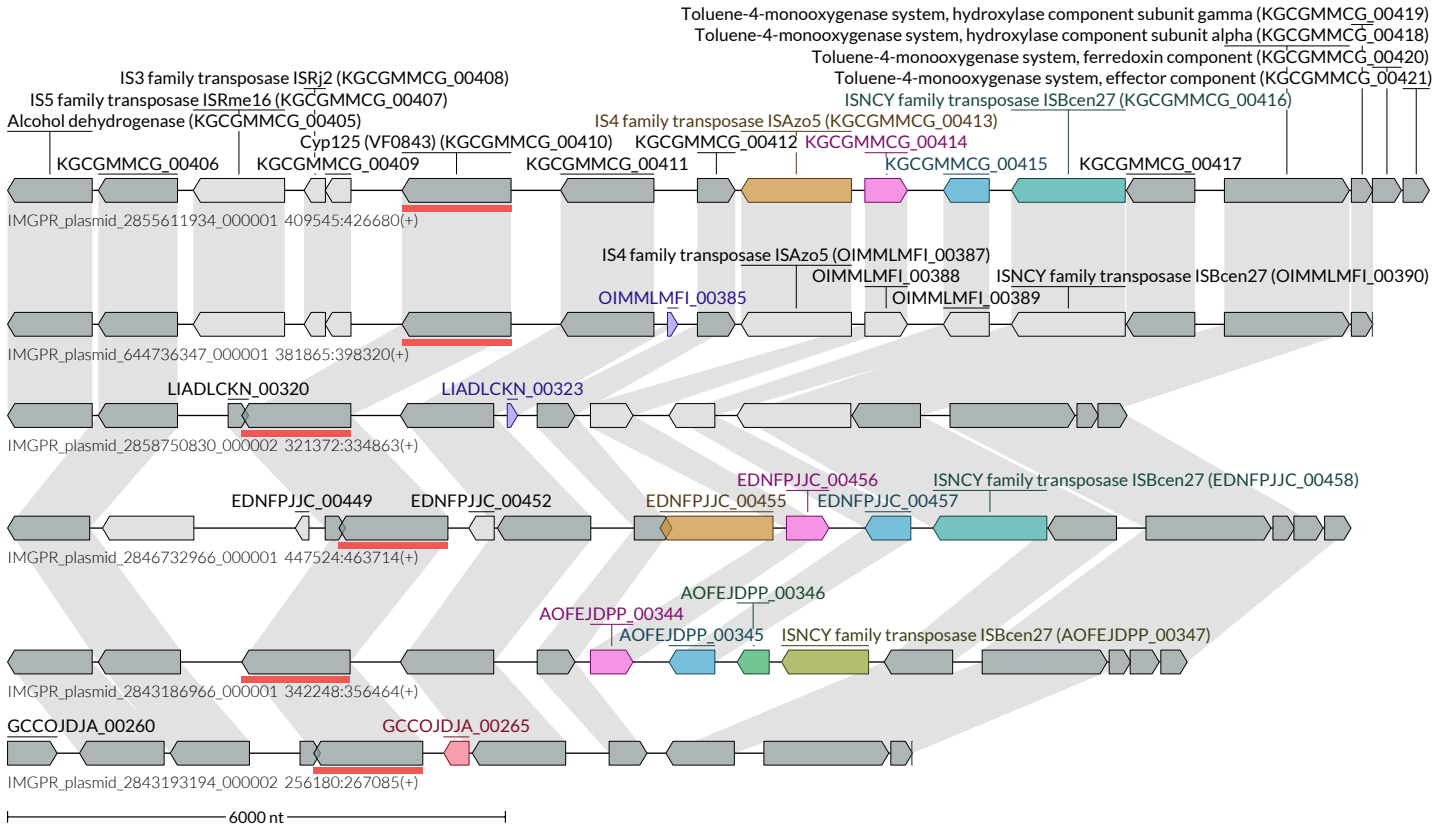 Toluene-4-monooxygenase system, hydroxylase component subunit gamma (KGCGMMCG_00419)
Toluene-4-monooxygenase system, hydroxylase component subunit alpha (KGCGMMCG_00418)
Toluene-4-monooxygenase system, ferredoxin component (KGCGMMCG_00420)
IS3 family transposase ISRj2 (KGCGMMCG_00408) Toluene-4-monooxygenase system, effector component (KGCGMMCG_00421)
IS5 family transposase ISRme16 (KGCGMMCG_00407) ISNCY family transposase ISBcen27 (KGCGMMCG_00416)
Alcohol dehydrogenase (KGCGMMCG_00405) IS4 family transposase ISAzo5 (KGCGMMCG_00413)
Cyp125 (VF0843) (KGCGMMCG_00410) KGCGMMCG_00412 KGCGMMCG_00414
KGCGMMCG_00406 KGCGMMCG_00409 KGCGMMCG_00411 KGCGMMCG_00415 KGCGMMCG_00417
IMGPR_plasmid_2855611934_000001 409545:426680(+)
IS4 family transposase ISAzo5 (OIMMLMFI_00387)
OIMMLMFI_00388 ISNCY family transposase ISBcen27 (OIMMLMFI_00390)
OIMMLMFI_00385 OIMMLMFI_00389
IMGPR_plasmid_644736347_000001 381865:398320(+)
LIADLCKN_00320 LIADLCKN_00323
IMGPR_plasmid_2858750830_000002 321372:334863(+)
EDNFPJJC_00456 ISNCY family transposase ISBcen27 (EDNFPJJC_00458)
EDNFPJJC_00449 EDNFPJJC_00452 EDNFPJJC_00455 EDNFPJJC_00457
IMGPR_plasmid_2846732966_000001 447524:463714(+)
AOFEJDPP_00346
AOFEJDPP_00344
AOFEJDPP_00345 ISNCY family transposase ISBcen27 (AOFEJDPP_00347)
IMGPR_plasmid_2843186966_000001 342248:356464(+)
GCCOJDJA_00260 GCCOJDJA_00265
IMGPR_plasmid_2843193194_000002 256180:267085(+)
6000 nt